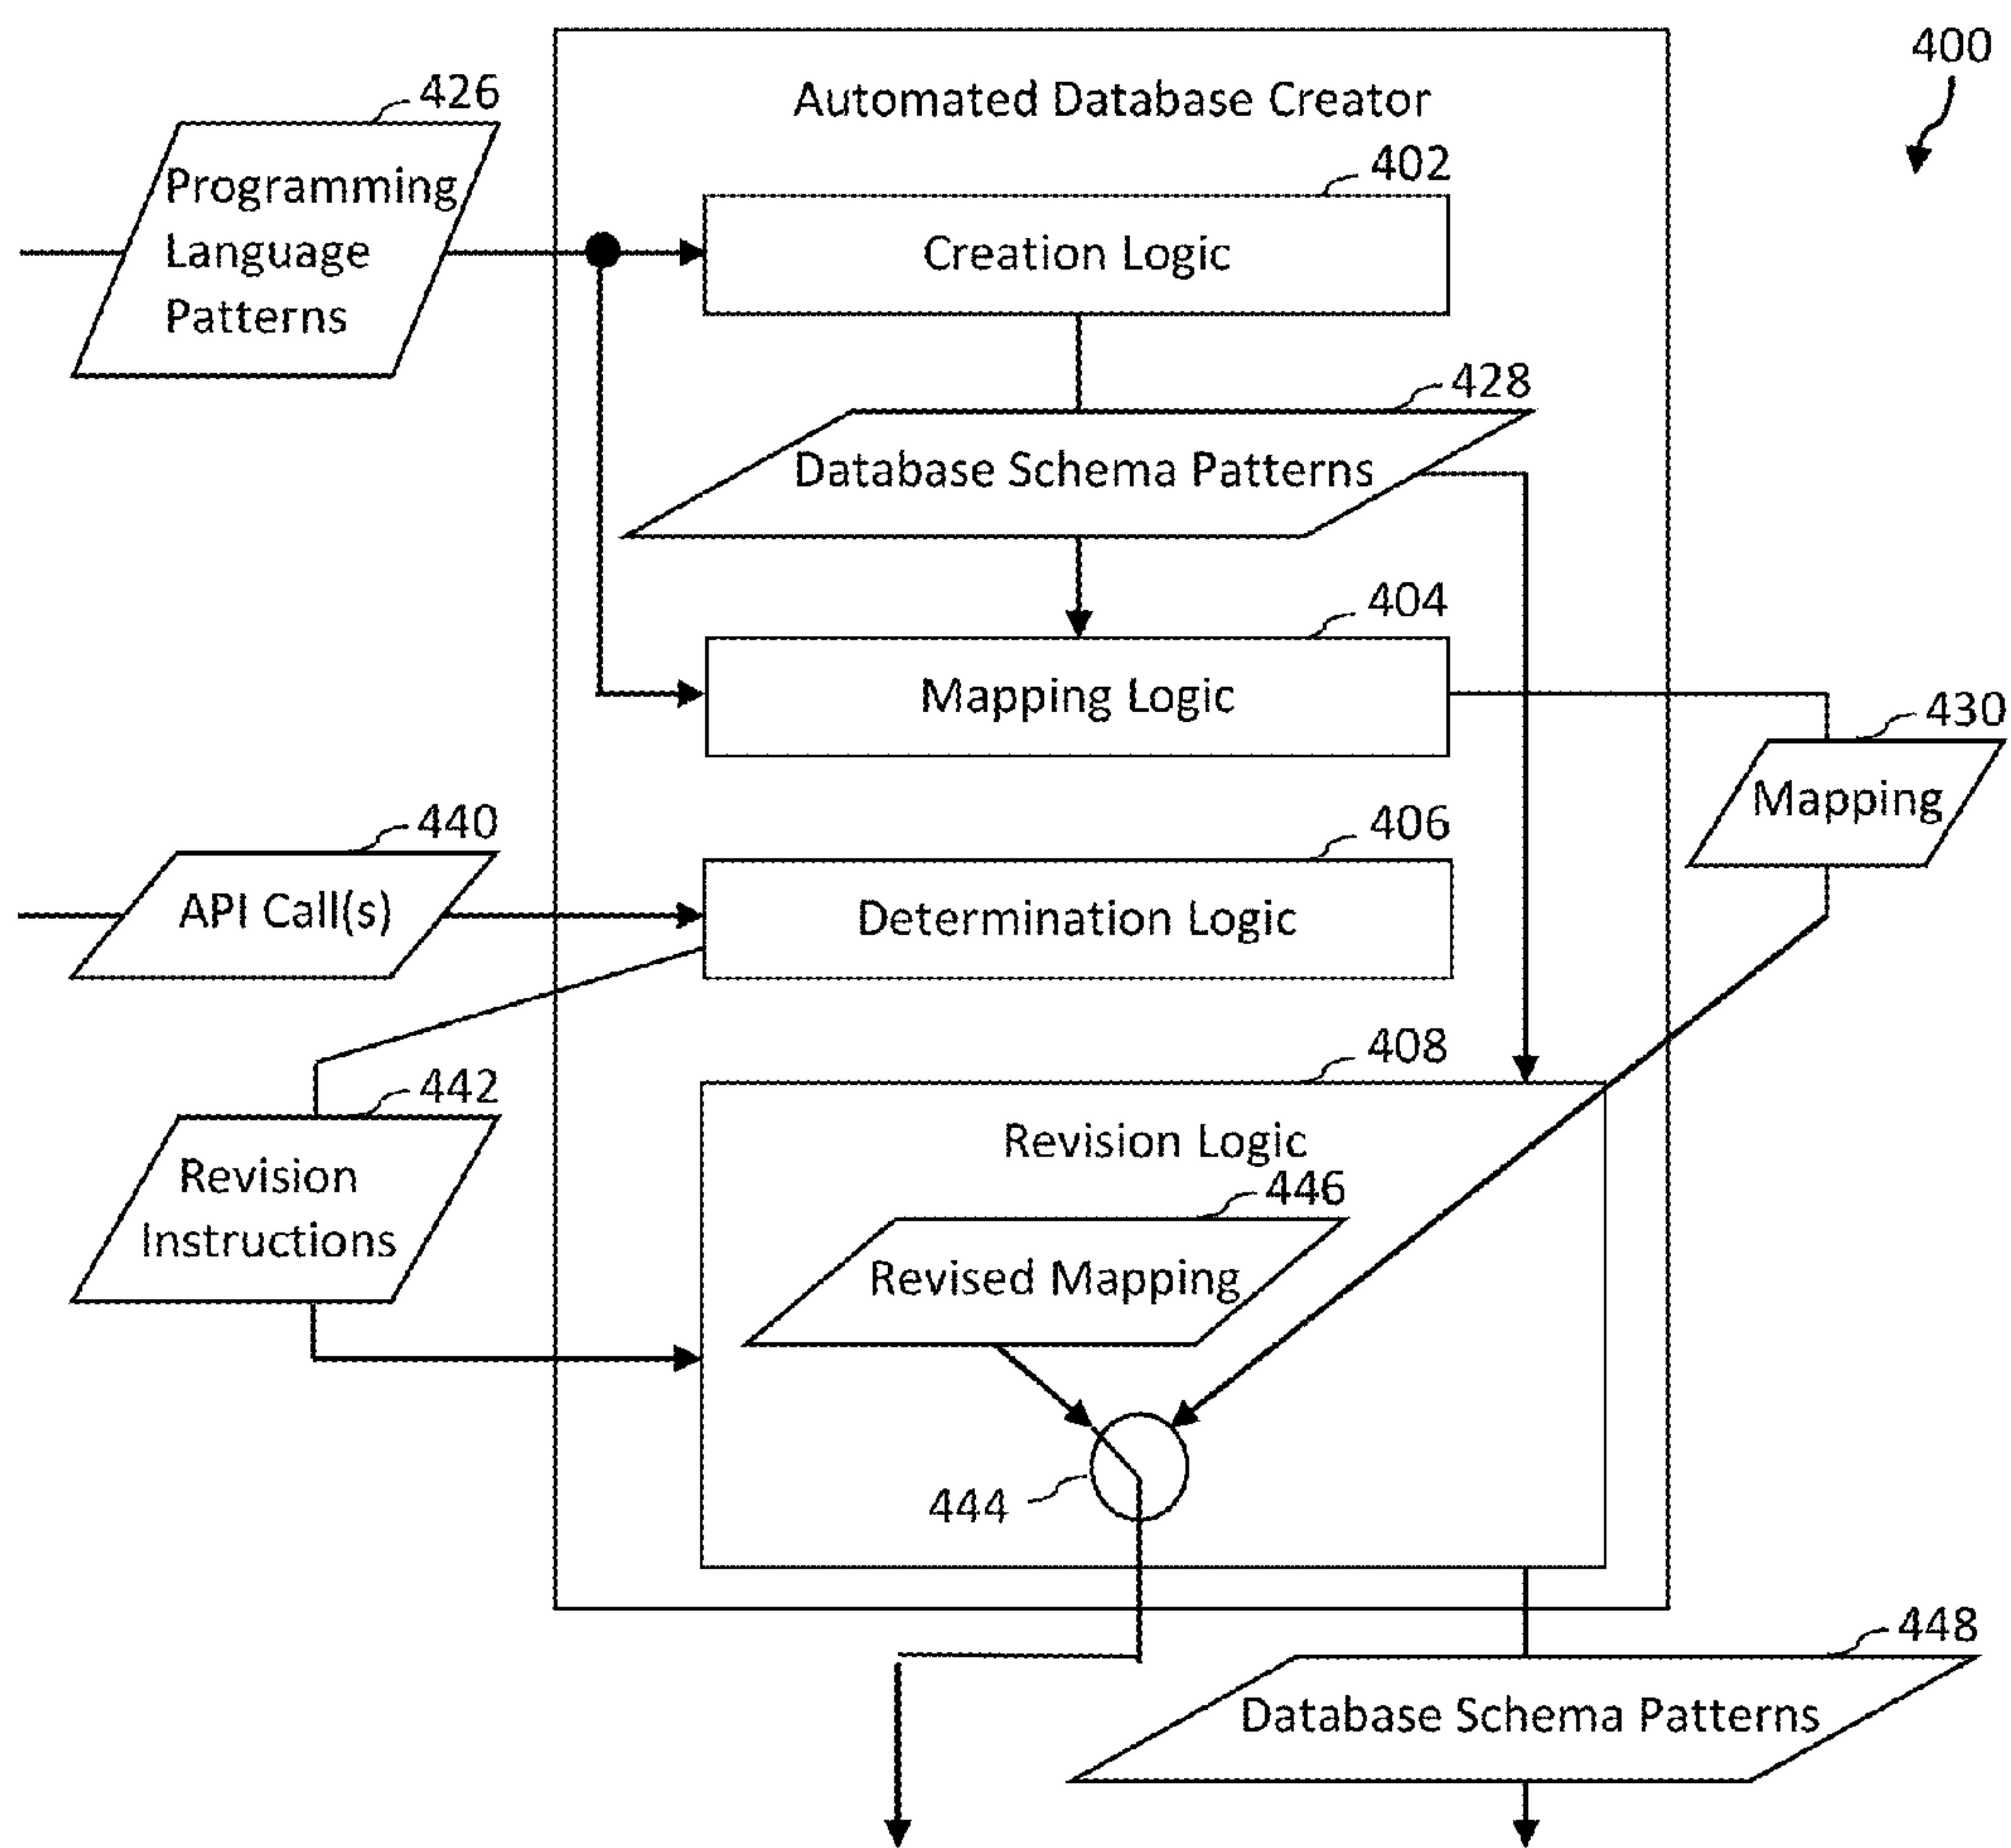 400
426
Automated Database Creator
Programming
Language
Patterns
402
Creation Logic
428
Database Schema Patterns
404
Mapping Logic
430
Mapping
440
API Call(s)
406
Determination Logic
408
442
Revision
Instructions
Revision Logic
446
Revised Mapping
444
448
Database Schema Patterns